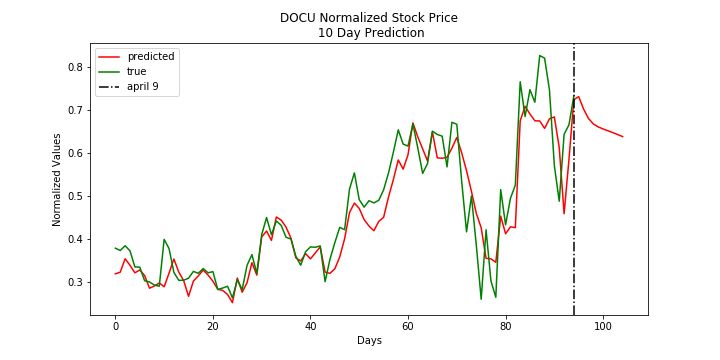 DOCU Normalized Stock Price
10 Day Prediction
predicted
true
april 9
Normalized Values
0.8
0.7
0.6
0.5
0.4
0.3
0
20
40
60
80
100
Days